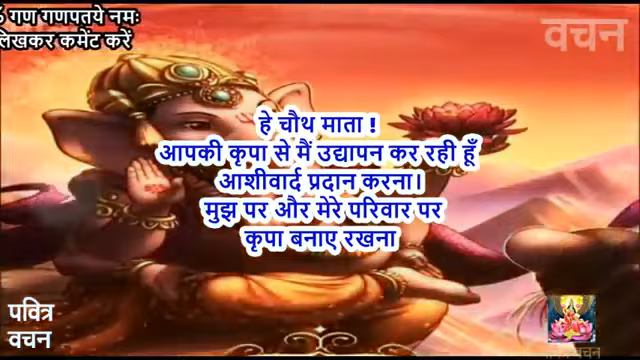 गण गणपतये नमः
लिखकर कमेंट करें
वचन
हे चौथ माता !
आपकी कृपा से मैं उद्यापन कर रही हूँ
आशीवार्द प्रदान करना।
मुझ पर और मेरे परिवार पर
कृपा बनाए रखना
पवित्र
वचन
वचन